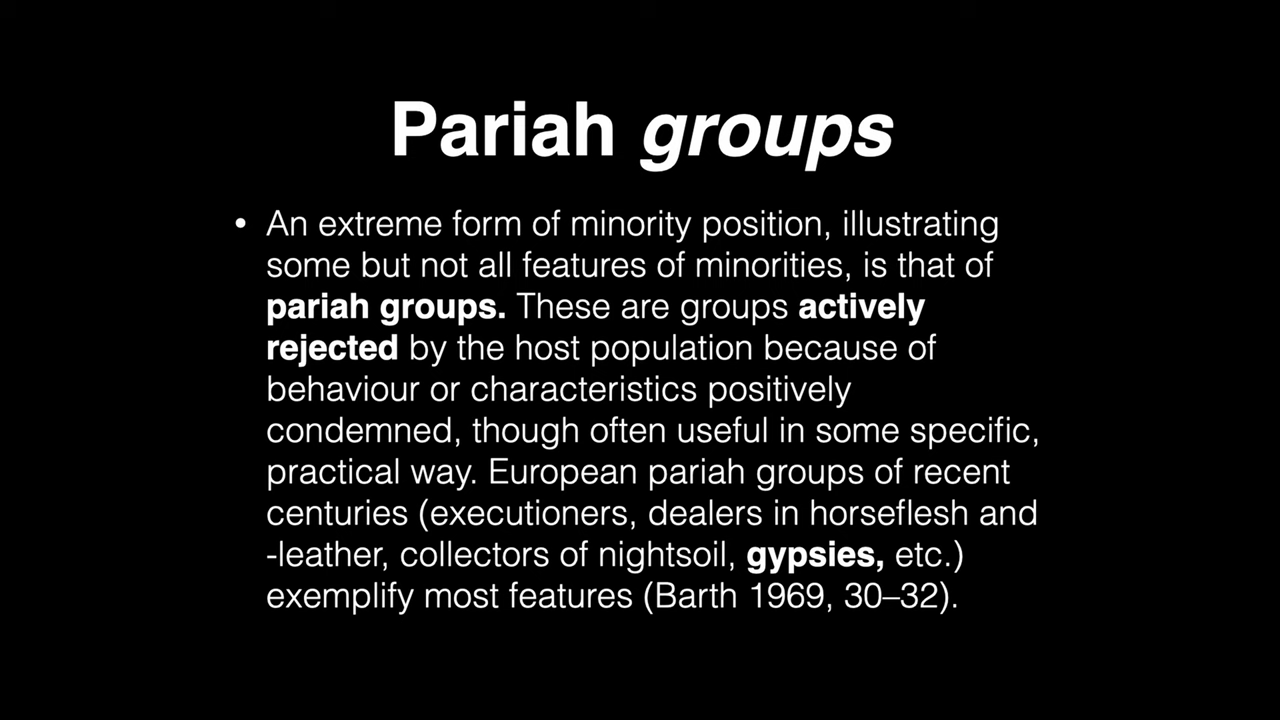 Pariah groups
• An extreme form of minority position, illustrating
some but not all features of minorities, is that of
pariah groups. These are groups actively
rejected by the host population because of
behaviour or characteristics positively
condemned, though often useful in some specific,
practical way. European pariah groups of recent
centuries (executioners, dealers in horseflesh and
-leather, collectors of nightsoil, gypsies, etc.)
exemplify most features (Barth 1969, 30–32).